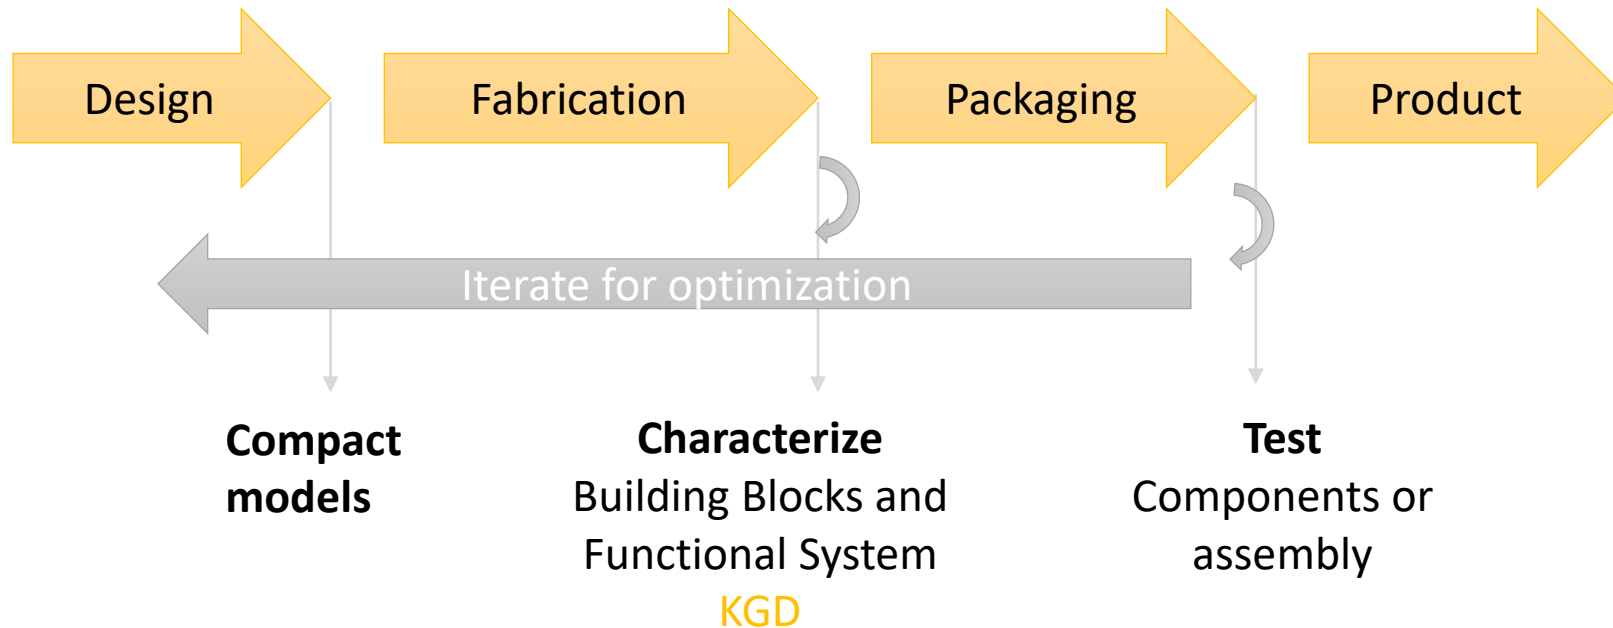 Design
Fabrication
Packaging
Product
Iterate for optimization
Compact
models
Characterize
Building Blocks and
Functional System
KGD
Test
Components or
assembly